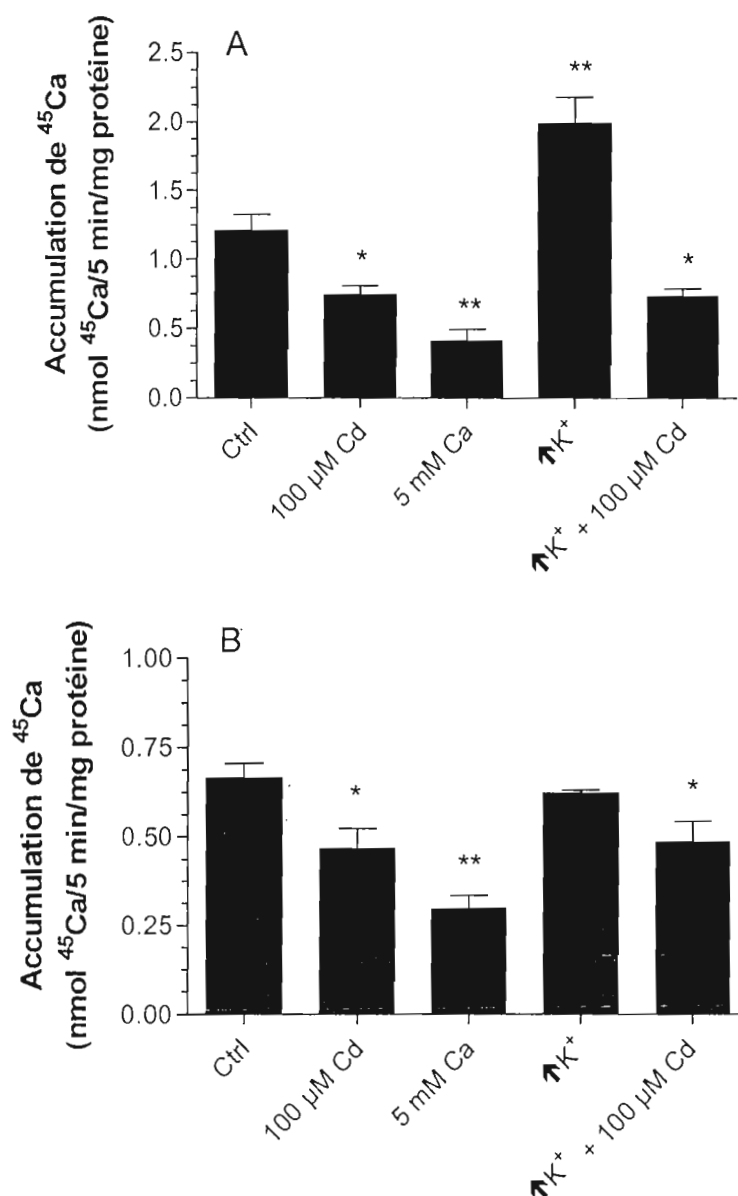 A
Accumulation de ⁴⁵Ca
(nmol ⁴⁵Ca/5 min/mg protéine)
2.5
2.0
1.5
1.0
0.5
0.0
*
**
**
*
Ctrl
100 µM Cd
5 mM Ca
↑K⁺
↑K⁺ + 100 µM Cd
B
Accumulation de ⁴⁵Ca
(nmol ⁴⁵Ca/5 min/mg protéine)
1.00
0.75
0.50
0.25
0.00
*
**
*
Ctrl
100 µM Cd
5 mM Ca
↑K⁺
↑K⁺ + 100 µM Cd